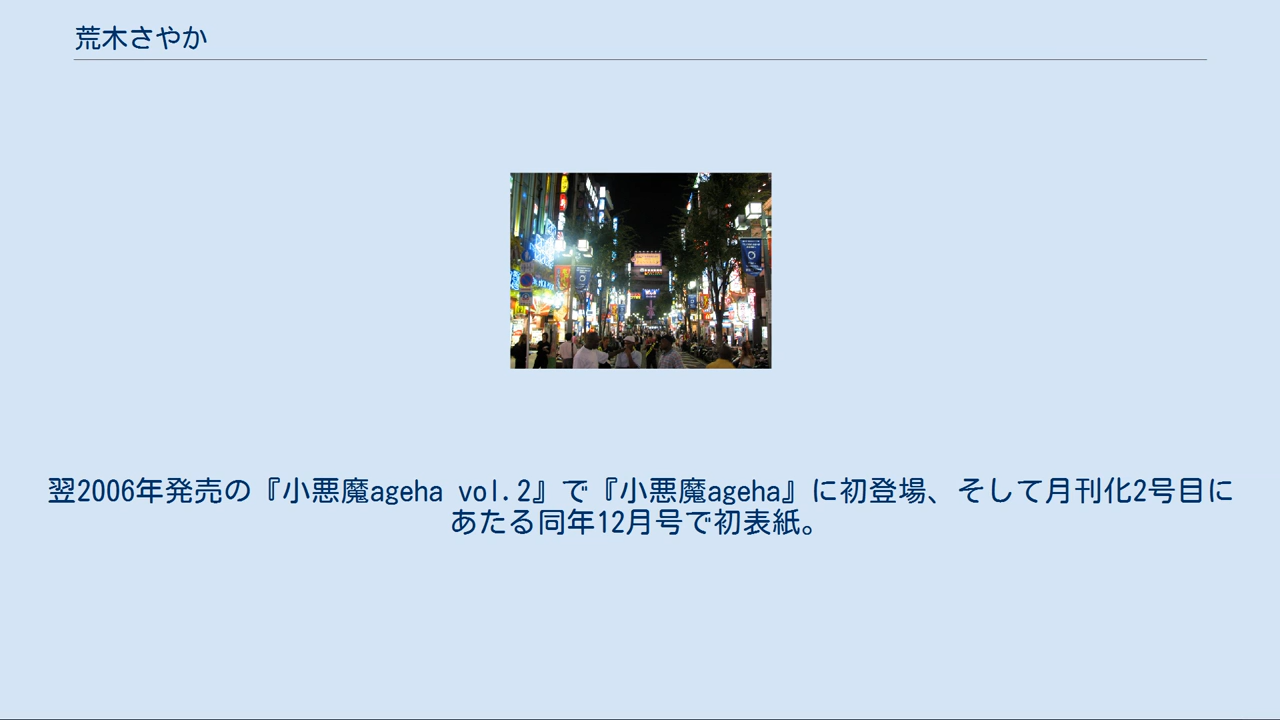 荒木さやか
翌2006年発売の『小悪魔ageha vol.2』で『小悪魔ageha』に初登場、そして月刊化2号目に
あたる同年12月号で初表紙。